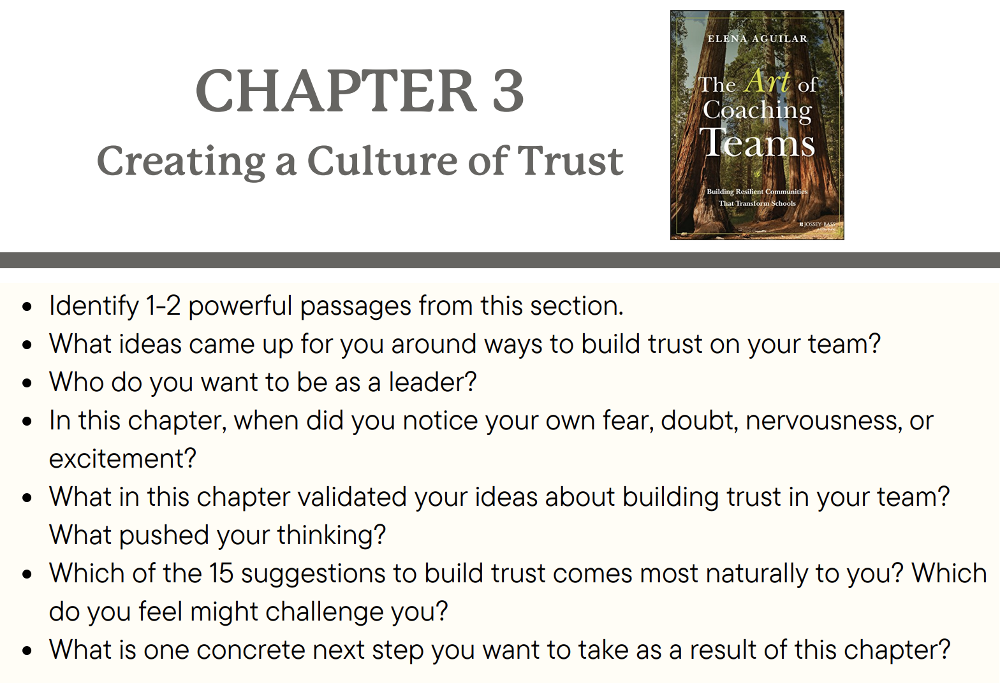 CHAPTER 3
Creating a Culture of Trust
ELENA AGUILAR
The Art of
Coaching
Teams
Building Resilient Communities
That Transform Schools
JOSSEY-BASS
• Identify 1-2 powerful passages from this section.
• What ideas came up for you around ways to build trust on your team?
• Who do you want to be as a leader?
• In this chapter, when did you notice your own fear, doubt, nervousness, or
excitement?
• What in this chapter validated your ideas about building trust in your team?
What pushed your thinking?
• Which of the 15 suggestions to build trust comes most naturally to you? Which
do you feel might challenge you?
• What is one concrete next step you want to take as a result of this chapter?